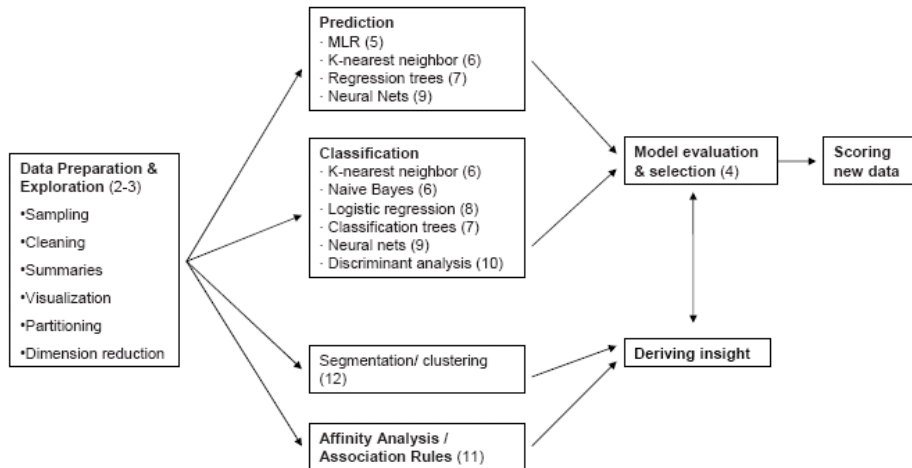 Data Preparation &
Exploration (2-3)
•Sampling
•Cleaning
•Summaries
•Visualization
•Partitioning
•Dimension reduction
Prediction
· MLR (5)
· K-nearest neighbor (6)
· Regression trees (7)
· Neural Nets (9)
Classification
· K-nearest neighbor (6)
· Naive Bayes (6)
· Logistic regression (8)
· Classification trees (7)
· Neural nets (9)
· Discriminant analysis (10)
Segmentation/ clustering
(12)
Affinity Analysis /
Association Rules (11)
Model evaluation
& selection (4)
Deriving insight
Scoring
new data